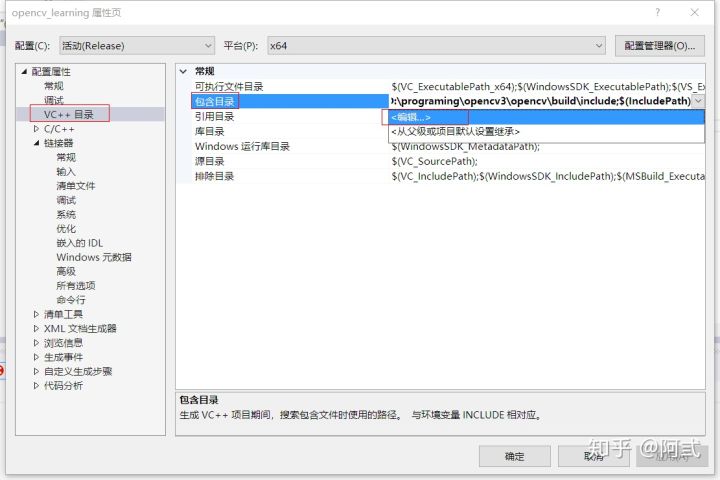 opencv_learning 属性页
配置(C): 活动(Release) 平台(P): x64 配置管理器(O)...
配置属性
常规
调试
VC++ 目录
C/C++
链接器
常规
输入
清单文件
调试
系统
优化
嵌入的 IDL
Windows 元数据
高级
所有选项
命令行
清单工具
XML 文档生成器
浏览信息
生成事件
自定义生成步骤
代码分析
常规
可执行文件目录 $(VC_ExecutablePath_x64);$(WindowsSDK_ExecutablePath);$(VS_E
包含目录 :\programing\opencv3\opencv\build\include;$(IncludePath)
引用目录 <编辑...>
库目录 <从父级或项目默认设置继承>
Windows 运行库目录 $(WindowsSDK_MetadataPath);
源目录 $(VC_SourcePath);
排除目录 $(VC_IncludePath);$(WindowsSDK_IncludePath);$(MSBuild_Executa
包含目录
生成 VC++ 项目期间，搜索包含文件时使用的路径。 与环境变量 INCLUDE 相对应。
确定 取消 应用(A)
知乎 @阿弎